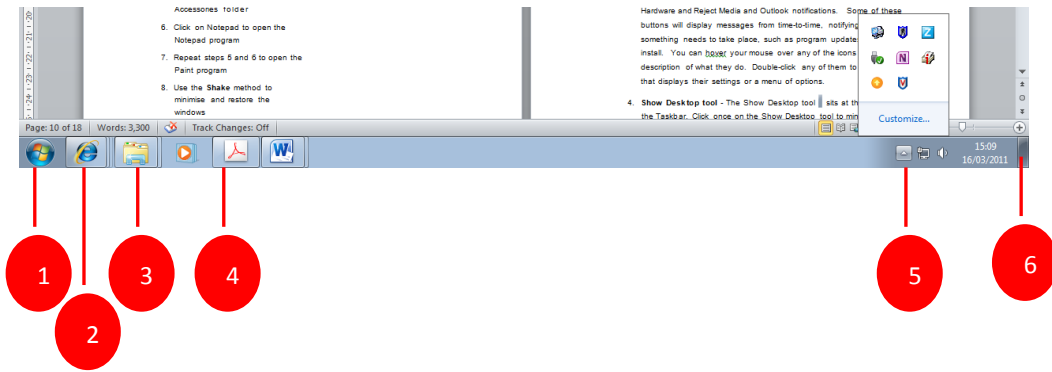 Accessories folder
6. Click on Notepad to open the
Notepad program
7. Repeat steps 5 and 6 to open the
Paint program
8. Use the Shake method to
minimise and restore the
windows
Hardware and Reject Media and Outlook notifications. Some of these
buttons will display messages from time-to-time, notifying
something needs to take place, such as program update
install. You can hover your mouse over any of the icons
description of what they do. Double-click any of them to
that displays their settings or a menu of options.
4. Show Desktop tool - The Show Desktop tool sits at th
the Taskbar. Click once on the Show Desktop tool to min
Customize...
Page: 10 of 18 Words: 3,300 Track Changes: Off
15:09
16/03/2011
1
2
3
4
5
6